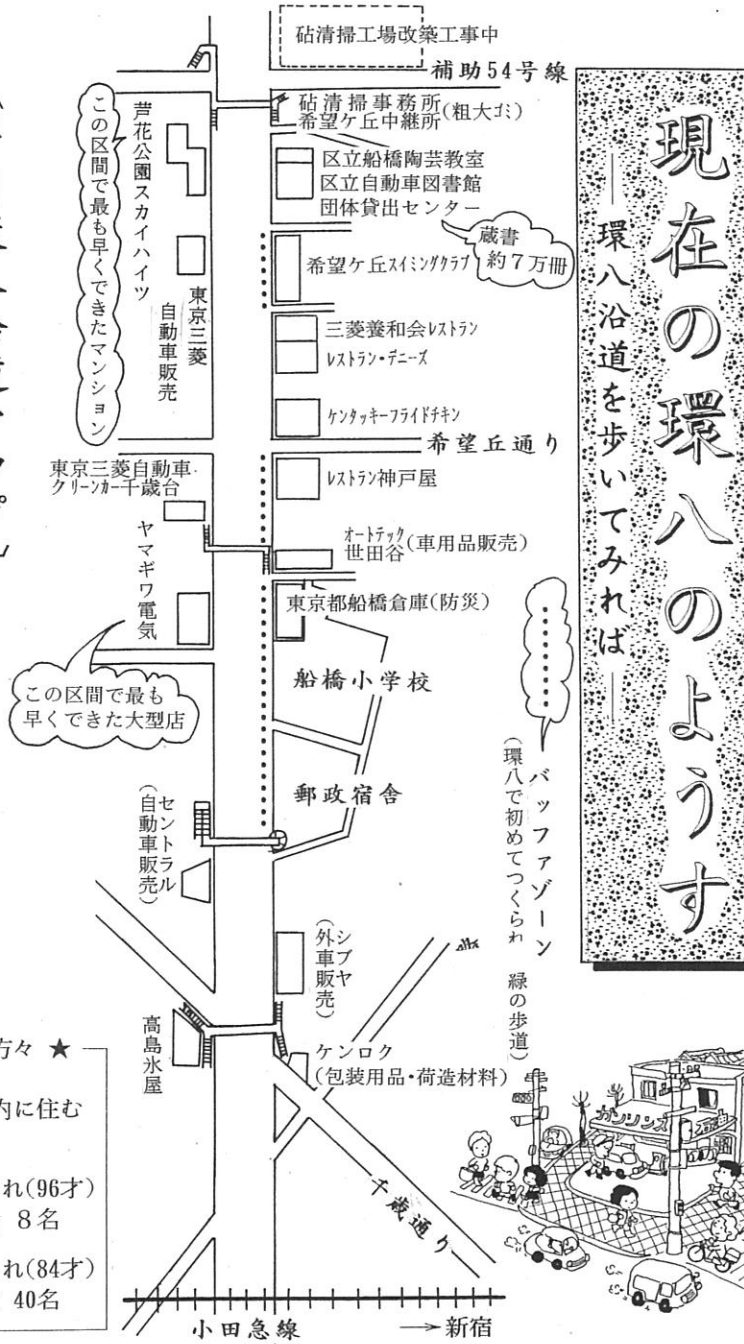 現在の環八のようす
― 環八沿道を歩いてみれば ―
砧清掃工場改築工事中
補助54号線
砧清掃事務所
希望ケ丘中継所
(粗大ゴミ)
芦花公園スカイハイツ
この区間で最も早くできたマンション
区立船橋陶芸教室
区立自動車図書館
団体貸出センター
蔵書
約7万冊
希望ケ丘スイミングクラブ
東京三菱
自動車販売
三菱養和会レストラン
レストラン・デニーズ
ケンタッキーフライドチキン
希望丘通り
東京三菱自動車
クリーンカー千歳台
レストラン神戸屋
オートテック
世田谷
(車用品販売)
ヤマギワ電気
東京都船橋倉庫(防災)
この区間で最も
早くできた大型店
船橋小学校
郵政宿舎
バッファゾーン
(環八で初めてつくられ 緑の歩道)
セントラル
(自動車販売)
シブヤ
(外車販売)
高島氷屋
ケンロク
(包装用品・荷造材料)
千歳通り
小田急線
→新宿
方々 ★
内に住む
れ(96才)
8名
れ(84才)
40名